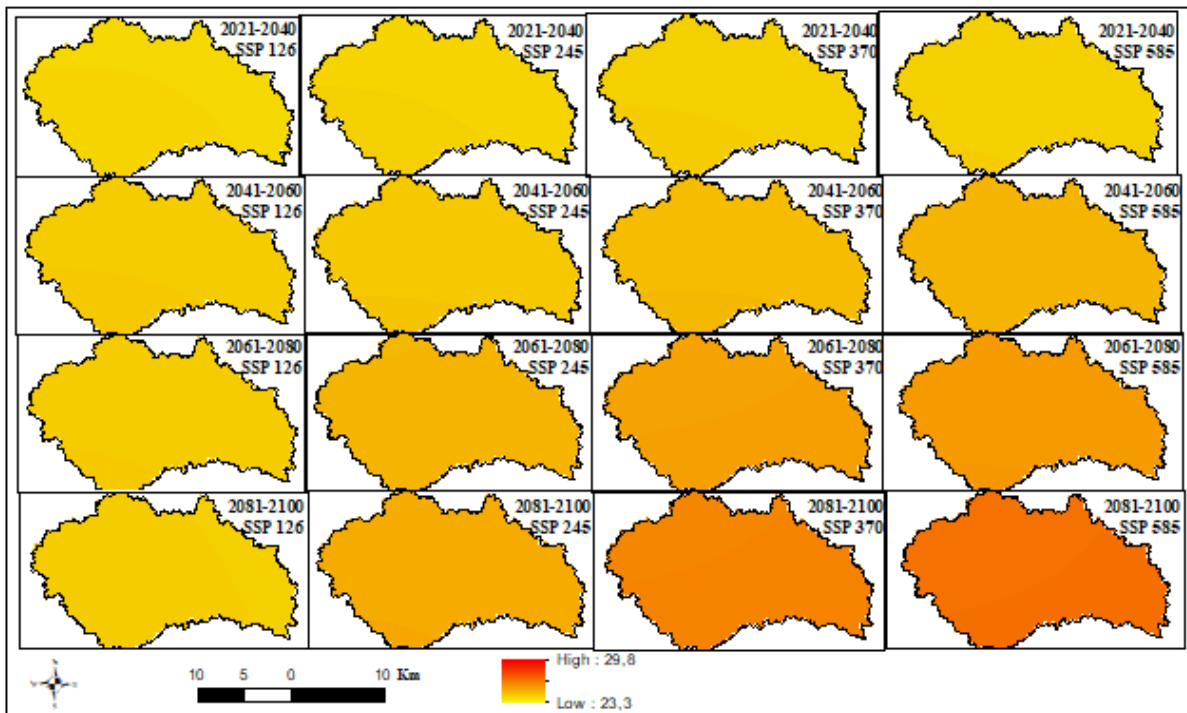 2021-2040
SSP 126
2021-2040
SSP 245
2021-2040
SSP 370
2021-2040
SSP 585
2041-2060
SSP 126
2041-2060
SSP 245
2041-2060
SSP 370
2041-2060
SSP 585
2061-2080
SSP 126
2061-2080
SSP 245
2061-2080
SSP 370
2061-2080
SSP 585
2081-2100
SSP 126
2081-2100
SSP 245
2081-2100
SSP 370
2081-2100
SSP 585
10 5 0 10 Km
High : 29,8
Low : 23,3